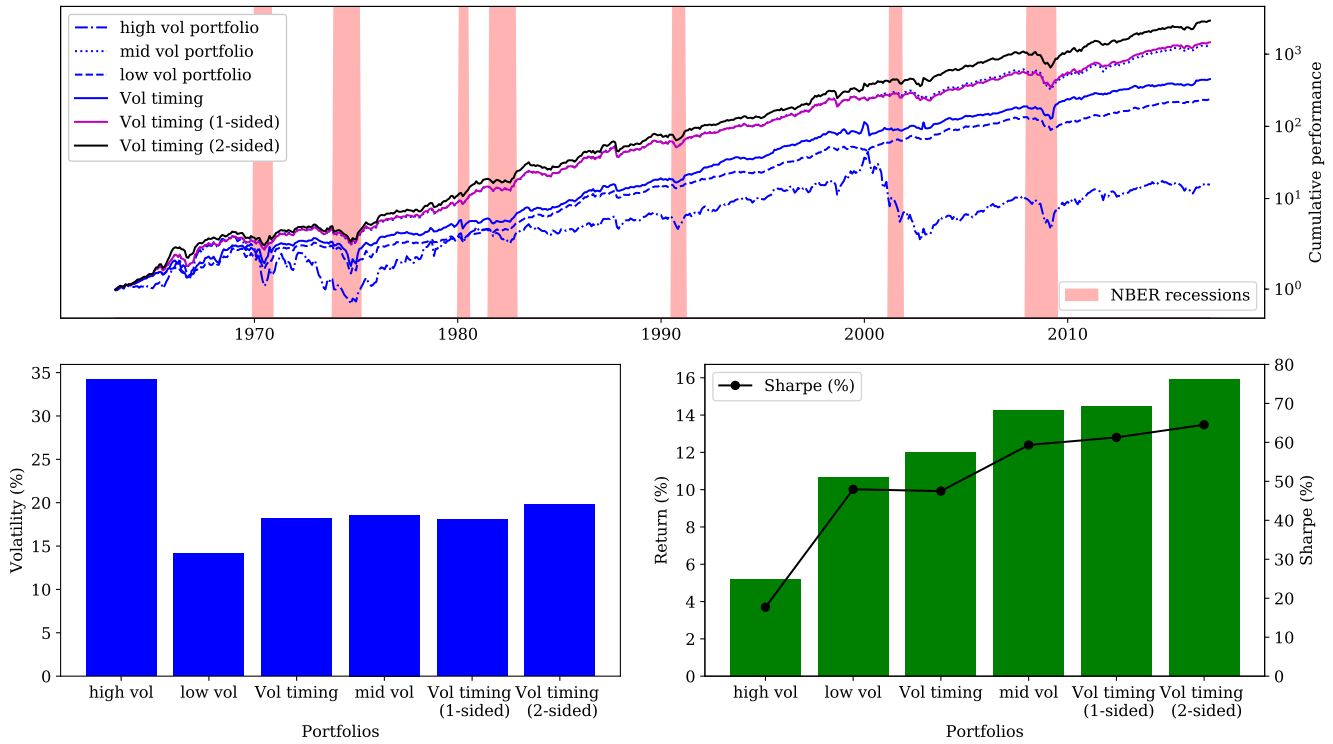 high vol portfolio
mid vol portfolio
low vol portfolio
Vol timing
Vol timing (1-sided)
Vol timing (2-sided)
NBER recessions
10³
10²
10¹
10⁰
Cumulative performance
1970 1980 1990 2000 2010
35
30
25
20
15
10
5
0
Volatility (%)
high vol low vol Vol timing mid vol Vol timing Vol timing
(1-sided) (2-sided)
Portfolios
Sharpe (%)
16
14
12
10
8
6
4
2
0
Return (%)
80
70
60
50
40
30
20
10
0
Sharpe (%)
high vol low vol Vol timing mid vol Vol timing Vol timing
(1-sided) (2-sided)
Portfolios